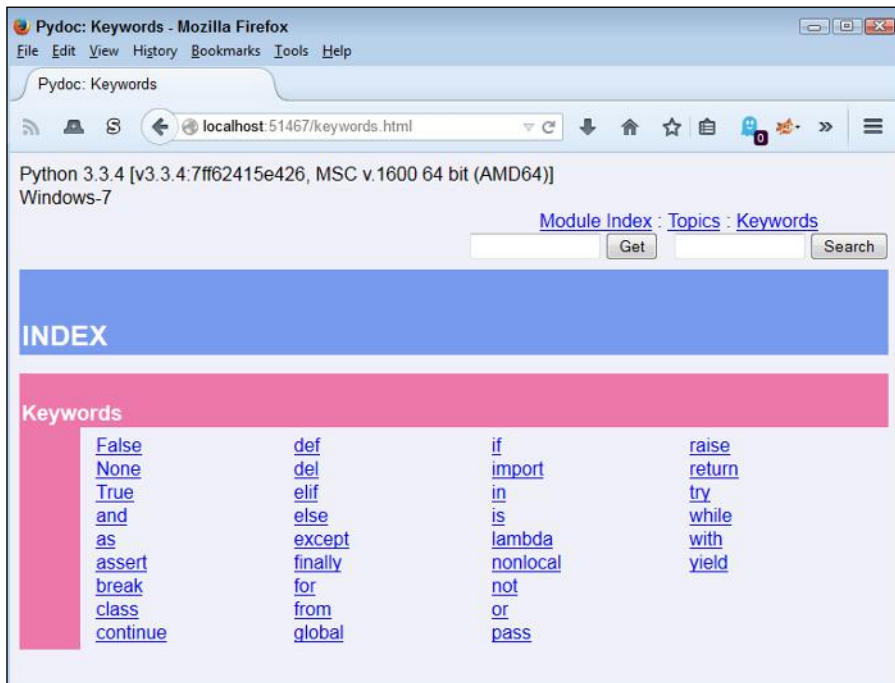 Pydoc: Keywords - Mozilla Firefox
File Edit View History Bookmarks Tools Help
Pydoc: Keywords
S localhost:51467/keywords.html 0
Python 3.3.4 [v3.3.4:7ff62415e426, MSC v.1600 64 bit (AMD64)]
Windows-7
Module Index : Topics : Keywords
Get Search
INDEX
Keywords
False def if raise
None del import return
True elif in try
and else is while
as except lambda with
assert finally nonlocal yield
break for not
class from or
continue global pass